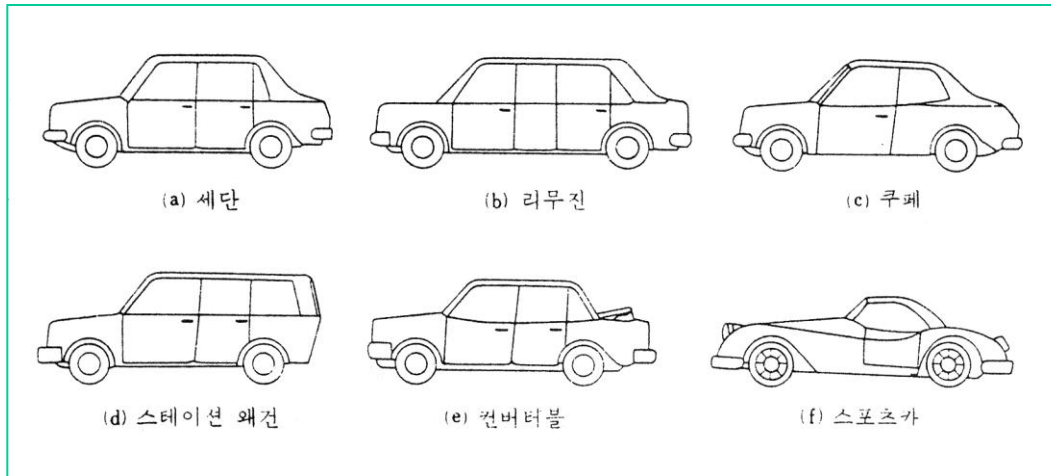 (a) 세단
(b) 리무진
(c) 쿠페
(d) 스테이션 왜건
(e) 컨버터블
(f) 스포츠카